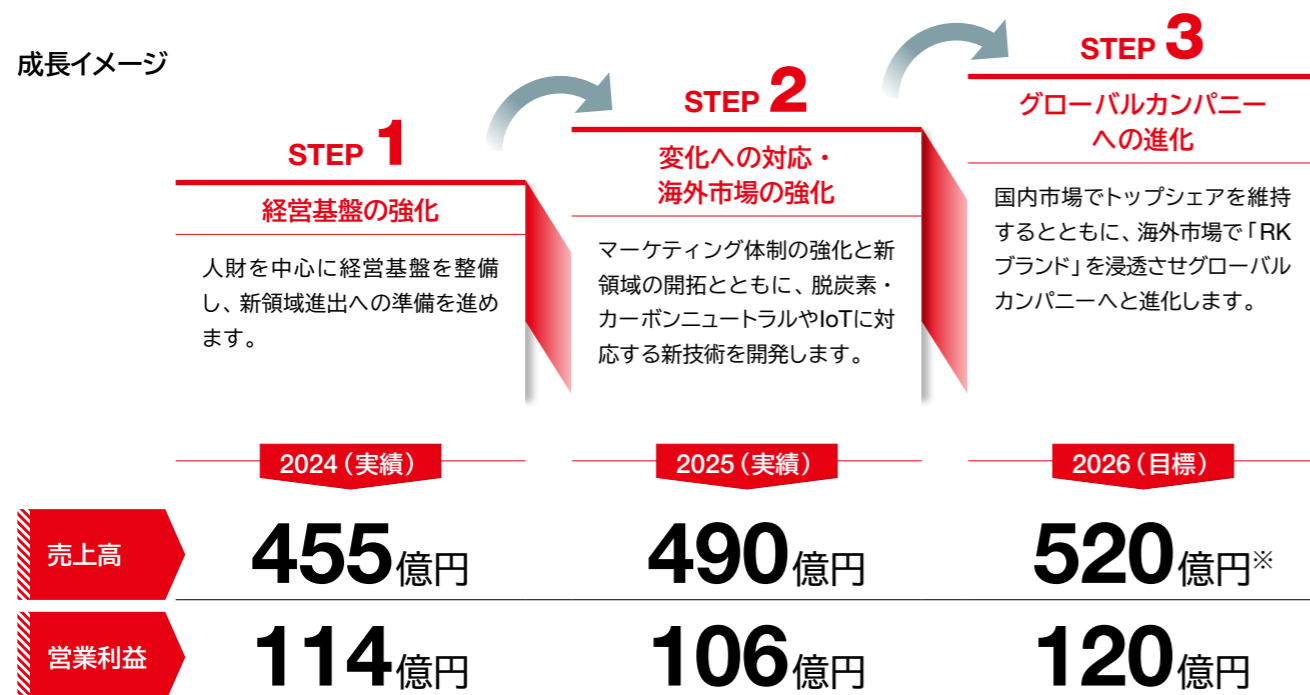 成長イメージ
STEP 1
経営基盤の強化
人財を中心に経営基盤を整備
し、新領域進出への準備を進め
ます。
STEP 2
変化への対応・
海外市場の強化
マーケティング体制の強化と新
領域の開拓とともに、脱炭素・
カーボンニュートラルやIoTに対
応する新技術を開発します。
STEP 3
グローバルカンパニー
への進化
国内市場でトップシェアを維持
するとともに、海外市場で「RK
ブランド」を浸透させグローバル
カンパニーへと進化します。
2024（実績） 2025（実績） 2026（目標）
売上高 455億円 490億円 520億円※
営業利益 114億円 106億円 120億円